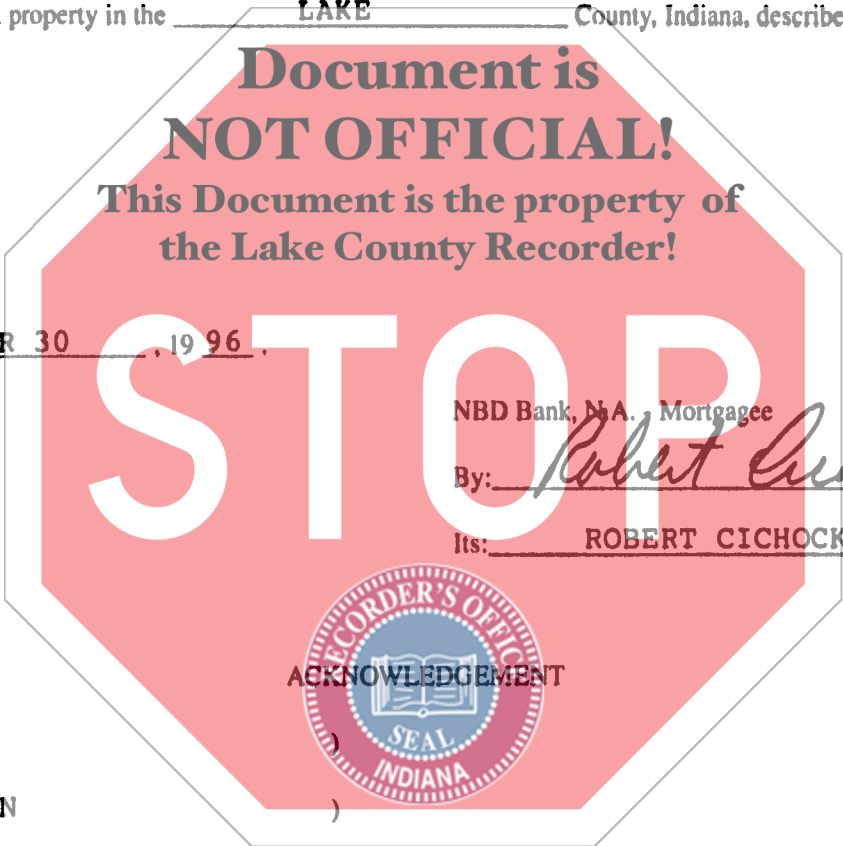 property in the LAKE County, Indiana, describe
Document is
NOT OFFICIAL!
This Document is the property of
the Lake County Recorder!
R 30, 19 96.
STOP
NBD Bank, N.A., Mortgagee
By: Robert
Its: ROBERT CICHOCK
ACKNOWLEDGEMENT
)
N )
RECORDER'S OFFICE
SEAL
INDIANA